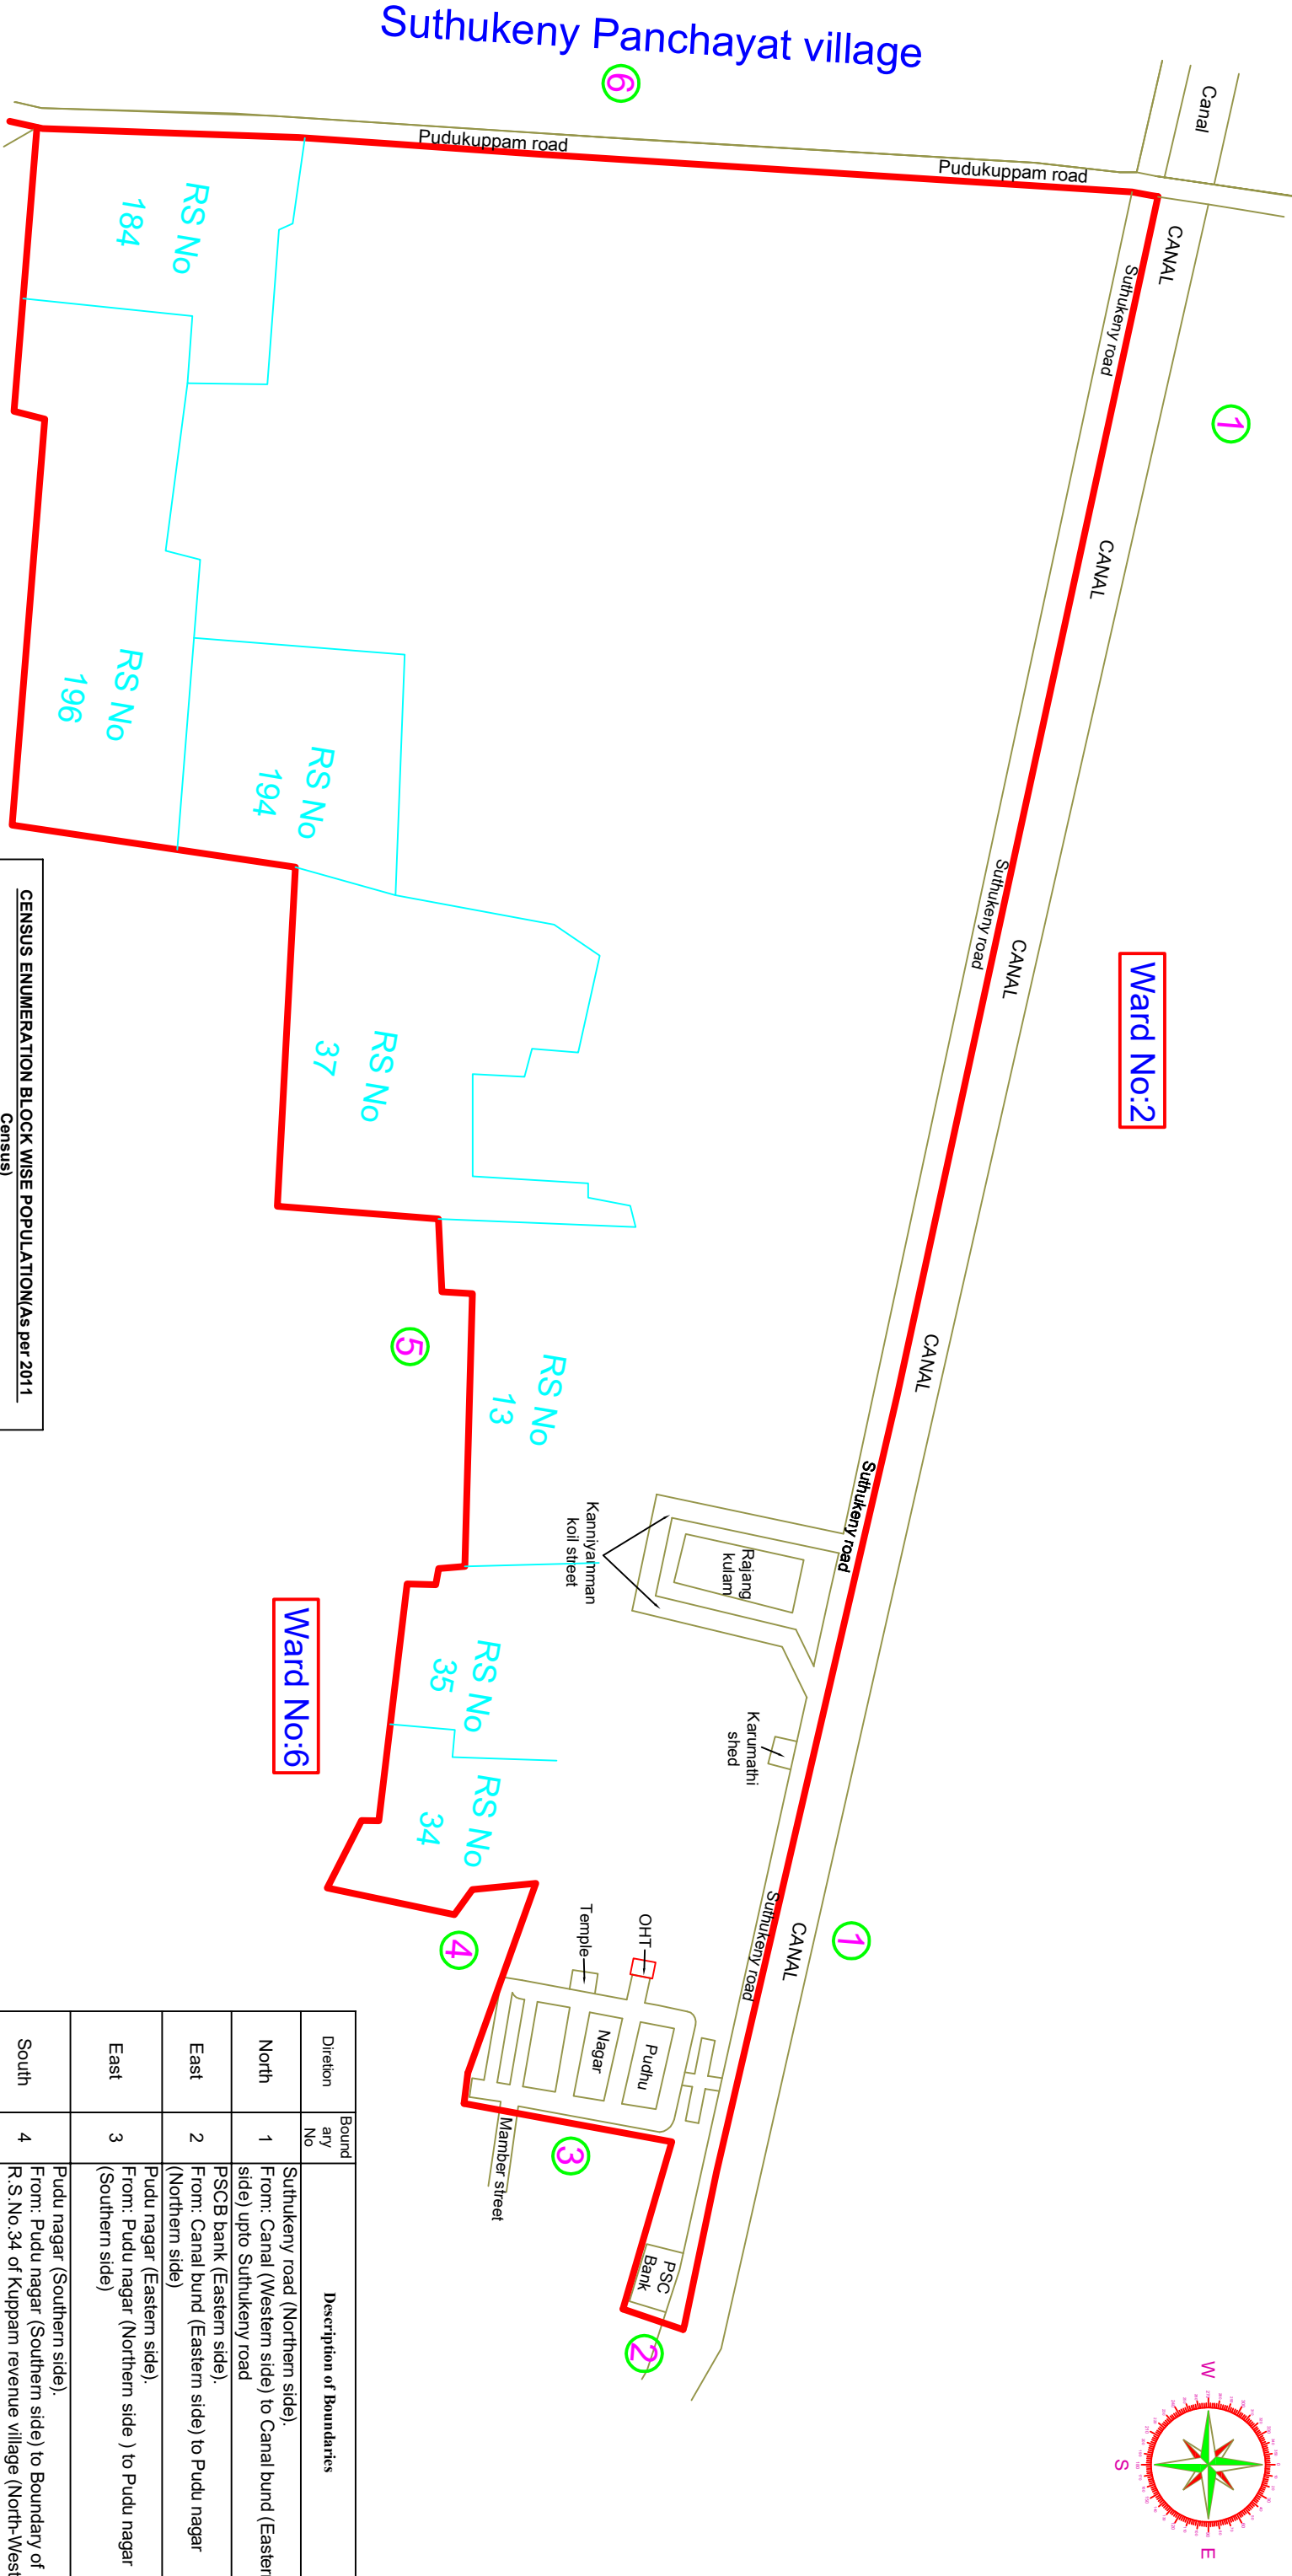 Suthukeny Panchayat village
6
Pudukuppam road
Pudukuppam road
Canal
1
CANAL
Suthukeny road
CANAL
Ward No:2
CANAL
Suthukeny road
CANAL
Suthukeny road
CANAL
Suthukeny road
1
RS No
184
RS No
196
RS No
194
RS No
37
RS No
13
RS No
35
RS No
34
5
Ward No:6
4
Kanniyamman
koil street
Rajang
kulam
Karumathi
shed
OHT
Temple
Pudhu
Nagar
Mamber street
3
PSC
Bank
2
W
S
E
CENSUS ENUMERATION BLOCK WISE POPULATION(As per 2011
Census)
Diretion
Bound
ary
No
Description of Boundaries
North
1
Suthukeny road (Northern side).
From: Canal (Western side) to Canal bund (Eastern
side) upto Suthukeny road
East
2
PSCB bank (Eastern side).
From: Canal bund (Eastern side) to Pudu nagar
(Northern side)
East
3
Pudu nagar (Eastern side).
From: Pudu nagar (Northern side ) to Pudu nagar
(Southern side)
South
4
Pudu nagar (Southern side).
From: Pudu nagar (Southern side) to Boundary of
R.S.No.34 of Kuppam revenue village (North-West